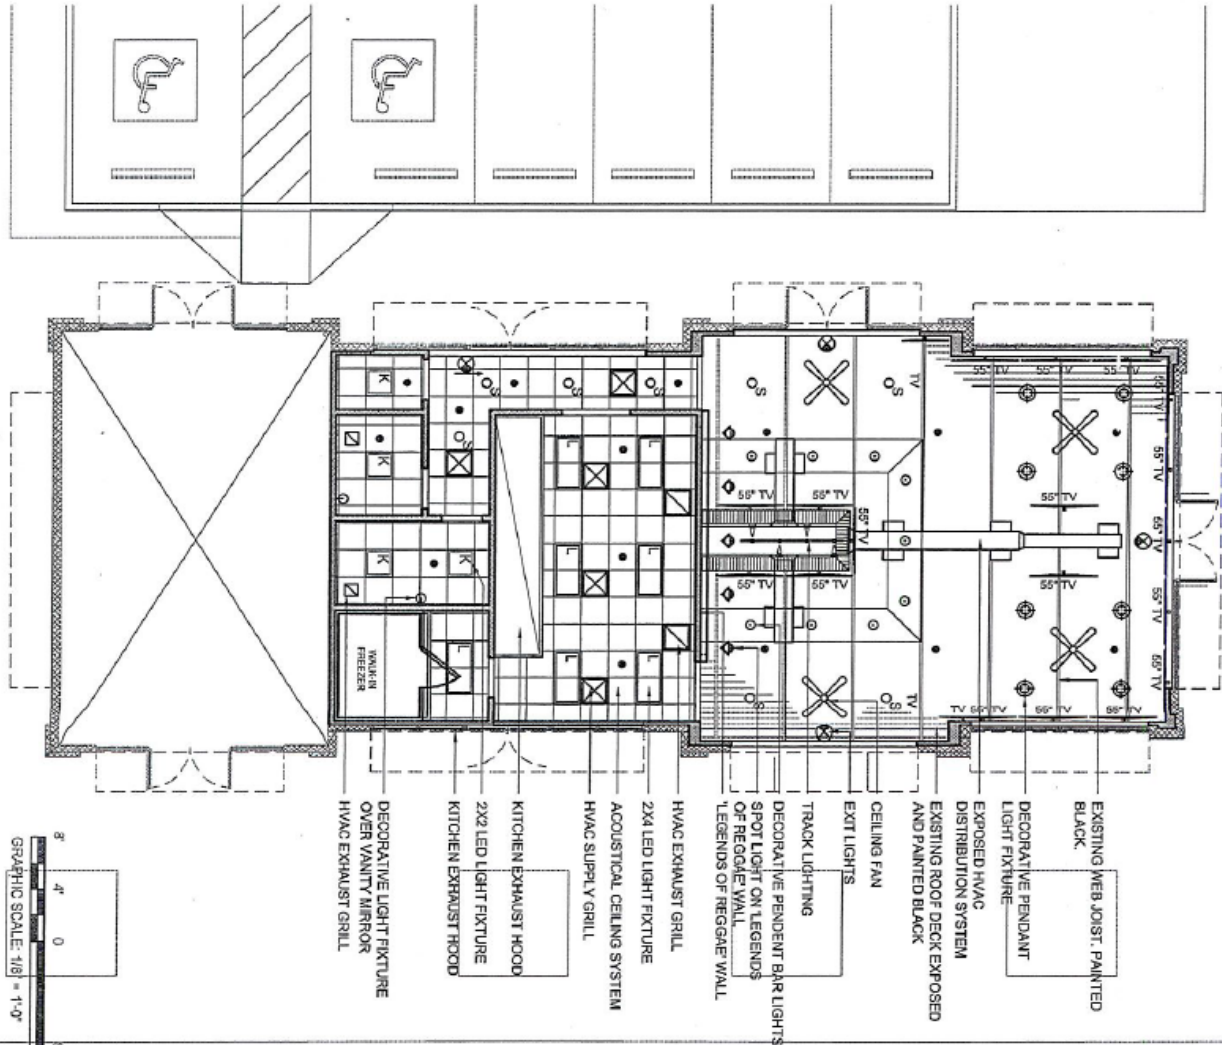 55" TV
55" TV
55" TV
55" TV
55" TV
55" TV
65" TV
55" TV
55"
TV
TV
55" TV
55" TV
TV
TV
55" TV
55" TV
55" TV
55" TV
55" TV
55" TV
55" TV
S
S
S
S
S
S
S
S
K
K
K
K
L
L
L
L
L
L
L
WALK-IN
FREEZER
EXISTING WEB JOIST. PAINTED
BLACK.
DECORATIVE PENDANT
LIGHT FIXTURE
EXPOSED HVAC
DISTRIBUTION SYSTEM
EXISTING ROOF DECK EXPOSED
AND PAINTED BLACK
CEILING FAN
EXIT LIGHTS
TRACK LIGHTING
DECORATIVE PENDENT BAR LIGHTS
SPOT LIGHT ON 'LEGENDS
OF REGGAE' WALL
'LEGENDS OF REGGAE' WALL
HVAC EXHAUST GRILL
2X4 LED LIGHT FIXTURE
ACOUSTICAL CEILING SYSTEM
HVAC SUPPLY GRILL
KITCHEN EXHAUST HOOD
2X2 LED LIGHT FIXTURE
KITCHEN EXHAUST HOOD
DECORATIVE LIGHT FIXTURE
OVER VANITY MIRROR
HVAC EXHAUST GRILL
8' 4' 0
GRAPHIC SCALE: 1/8" = 1'-0"